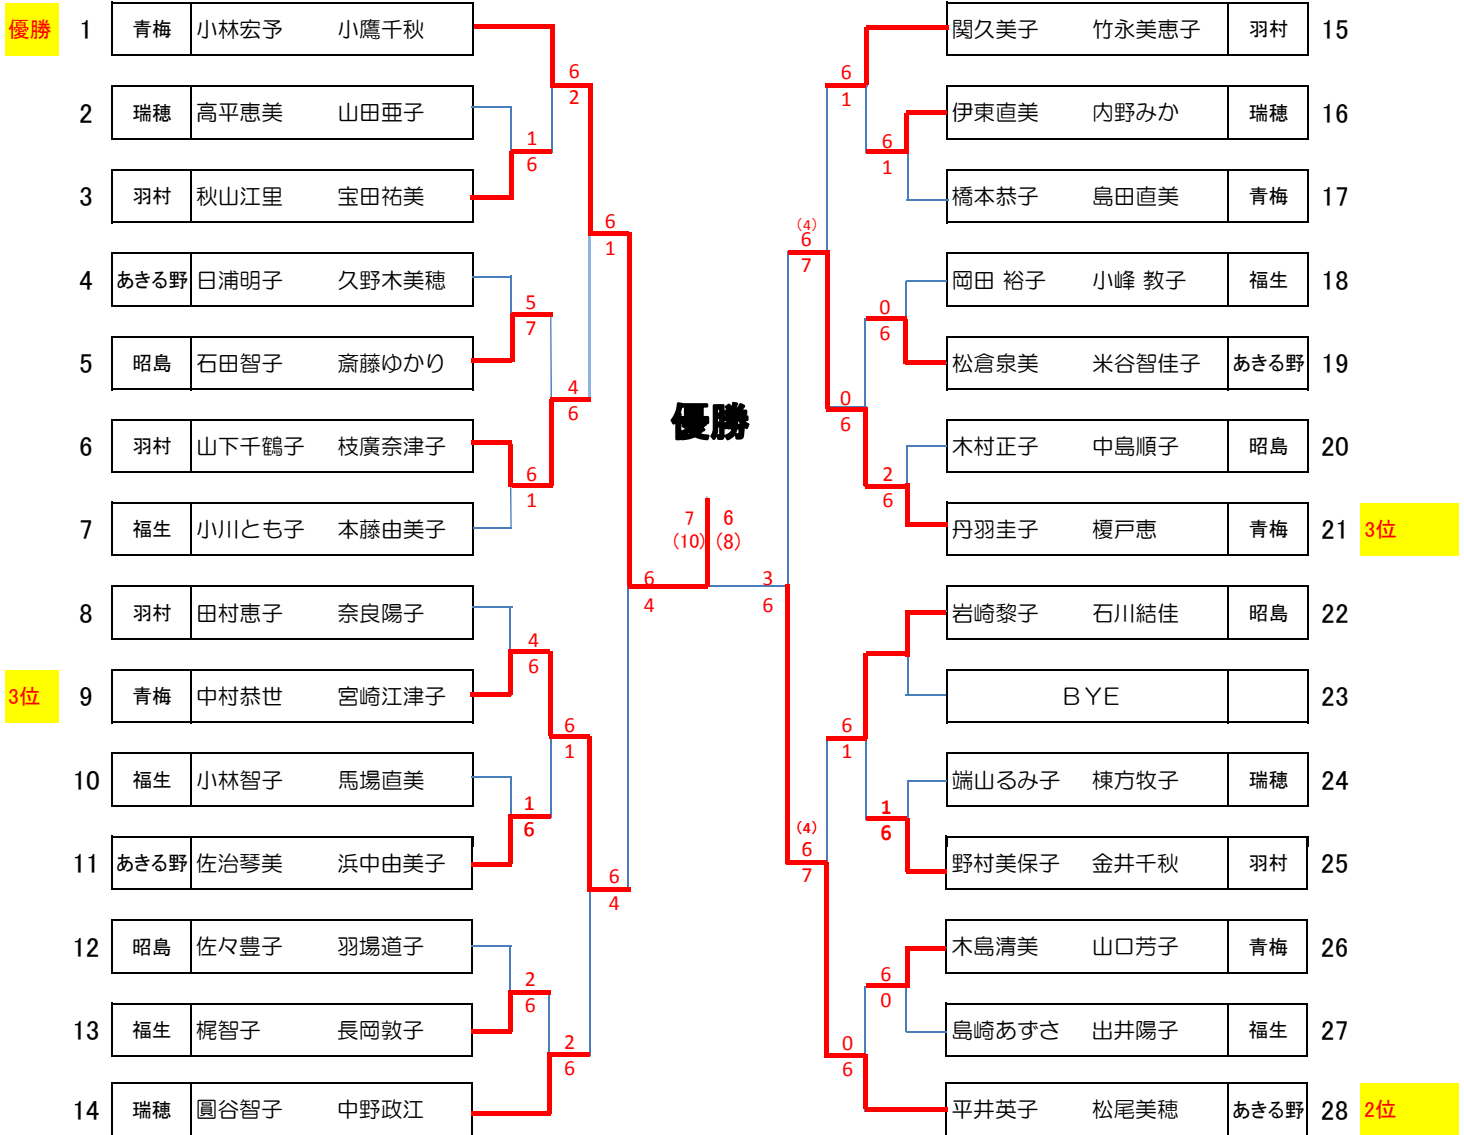 優勝 1 青梅 小林宏予 小鷹千秋
2 瑞穂 高平恵美 山田亜子
3 羽村 秋山江里 宝田祐美
4 あきる野 日浦明子 久野木美穂
5 昭島 石田智子 斎藤ゆかり
6 羽村 山下千鶴子 枝廣奈津子
7 福生 小川とも子 本藤由美子
8 羽村 田村恵子 奈良陽子
3位 9 青梅 中村恭世 宮崎江津子
10 福生 小林智子 馬場直美
11 あきる野 佐治琴美 浜中由美子
12 昭島 佐々豊子 羽場道子
13 福生 梶智子 長岡敦子
14 瑞穂 圓谷智子 中野政江
6
2
1
6
6
1
5
7
4
6
6
1
4
6
6
1
1
6
6
4
2
6
2
6
6
4
優勝
7 6
(10) (8)
3
6
6
1
6
1
(4)
6
7
0
6
0
6
2
6
6
1
1
6
(4)
6
7
6
0
0
6
関久美子 竹永美恵子 羽村 15
伊東直美 内野みか 瑞穂 16
橋本恭子 島田直美 青梅 17
岡田 裕子 小峰 教子 福生 18
松倉泉美 米谷智佳子 あきる野 19
木村正子 中島順子 昭島 20
丹羽圭子 榎戸恵 青梅 21 3位
岩崎黎子 石川結佳 昭島 22
BYE 23
端山るみ子 棟方牧子 瑞穂 24
野村美保子 金井千秋 羽村 25
木島清美 山口芳子 青梅 26
島崎あずさ 出井陽子 福生 27
平井英子 松尾美穂 あきる野 28 2位